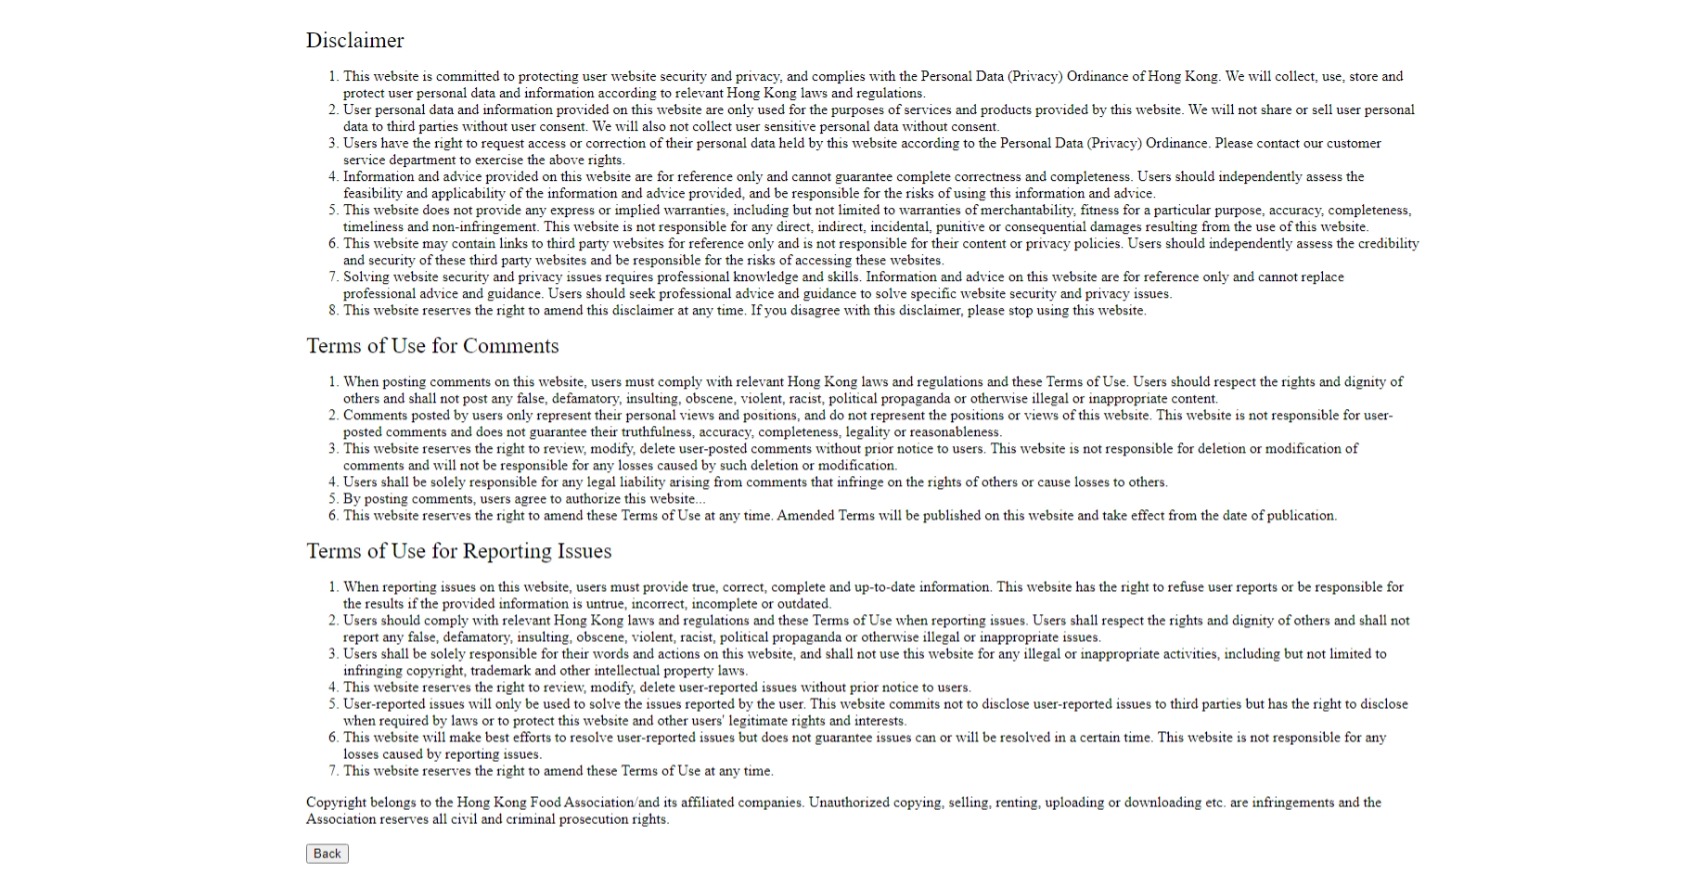 Disclaimer
1. This website is committed to protecting user website security and privacy, and complies with the Personal Data (Privacy) Ordinance of Hong Kong. We will collect, use, store and
protect user personal data and information according to relevant Hong Kong laws and regulations.
2. User personal data and information provided on this website are only used for the purposes of services and products provided by this website. We will not share or sell user personal
data to third parties without user consent. We will also not collect user sensitive personal data without consent.
3. Users have the right to request access or correction of their personal data held by this website according to the Personal Data (Privacy) Ordinance. Please contact our customer
service department to exercise the above rights.
4. Information and advice provided on this website are for reference only and cannot guarantee complete correctness and completeness. Users should independently assess the
feasibility and applicability of the information and advice provided, and be responsible for the risks of using this information and advice.
5. This website does not provide any express or implied warranties, including but not limited to warranties of merchantability, fitness for a particular purpose, accuracy, completeness,
timeliness and non-infringement. This website is not responsible for any direct, indirect, incidental, punitive or consequential damages resulting from the use of this website.
6. This website may contain links to third party websites for reference only and is not responsible for their content or privacy policies. Users should independently assess the credibility
and security of these third party websites and be responsible for the risks of accessing these websites.
7. Solving website security and privacy issues requires professional knowledge and skills. Information and advice on this website are for reference only and cannot replace
professional advice and guidance. Users should seek professional advice and guidance to solve specific website security and privacy issues.
8. This website reserves the right to amend this disclaimer at any time. If you disagree with this disclaimer, please stop using this website.
Terms of Use for Comments
1. When posting comments on this website, users must comply with relevant Hong Kong laws and regulations and these Terms of Use. Users should respect the rights and dignity of
others and shall not post any false, defamatory, insulting, obscene, violent, racist, political propaganda or otherwise illegal or inappropriate content.
2. Comments posted by users only represent their personal views and positions, and do not represent the positions or views of this website. This website is not responsible for user-
posted comments and does not guarantee their truthfulness, accuracy, completeness, legality or reasonableness.
3. This website reserves the right to review, modify, delete user-posted comments without prior notice to users. This website is not responsible for deletion or modification of
comments and will not be responsible for any losses caused by such deletion or modification.
4. Users shall be solely responsible for any legal liability arising from comments that infringe on the rights of others or cause losses to others.
5. By posting comments, users agree to authorize this website...
6. This website reserves the right to amend these Terms of Use at any time. Amended Terms will be published on this website and take effect from the date of publication.
Terms of Use for Reporting Issues
1. When reporting issues on this website, users must provide true, correct, complete and up-to-date information. This website has the right to refuse user reports or be responsible for
the results if the provided information is untrue, incorrect, incomplete or outdated.
2. Users should comply with relevant Hong Kong laws and regulations and these Terms of Use when reporting issues. Users shall respect the rights and dignity of others and shall not
report any false, defamatory, insulting, obscene, violent, racist, political propaganda or otherwise illegal or inappropriate issues.
3. Users shall be solely responsible for their words and actions on this website, and shall not use this website for any illegal or inappropriate activities, including but not limited to
infringing copyright, trademark and other intellectual property laws.
4. This website reserves the right to review, modify, delete user-reported issues without prior notice to users.
5. User-reported issues will only be used to solve the issues reported by the user. This website commits not to disclose user-reported issues to third parties but has the right to disclose
when required by laws or to protect this website and other users' legitimate rights and interests.
6. This website will make best efforts to resolve user-reported issues but does not guarantee issues can or will be resolved in a certain time. This website is not responsible for any
losses caused by reporting issues.
7. This website reserves the right to amend these Terms of Use at any time.
Copyright belongs to the Hong Kong Food Association/and its affiliated companies. Unauthorized copying, selling, renting, uploading or downloading etc. are infringements and the
Association reserves all civil and criminal prosecution rights.
Back